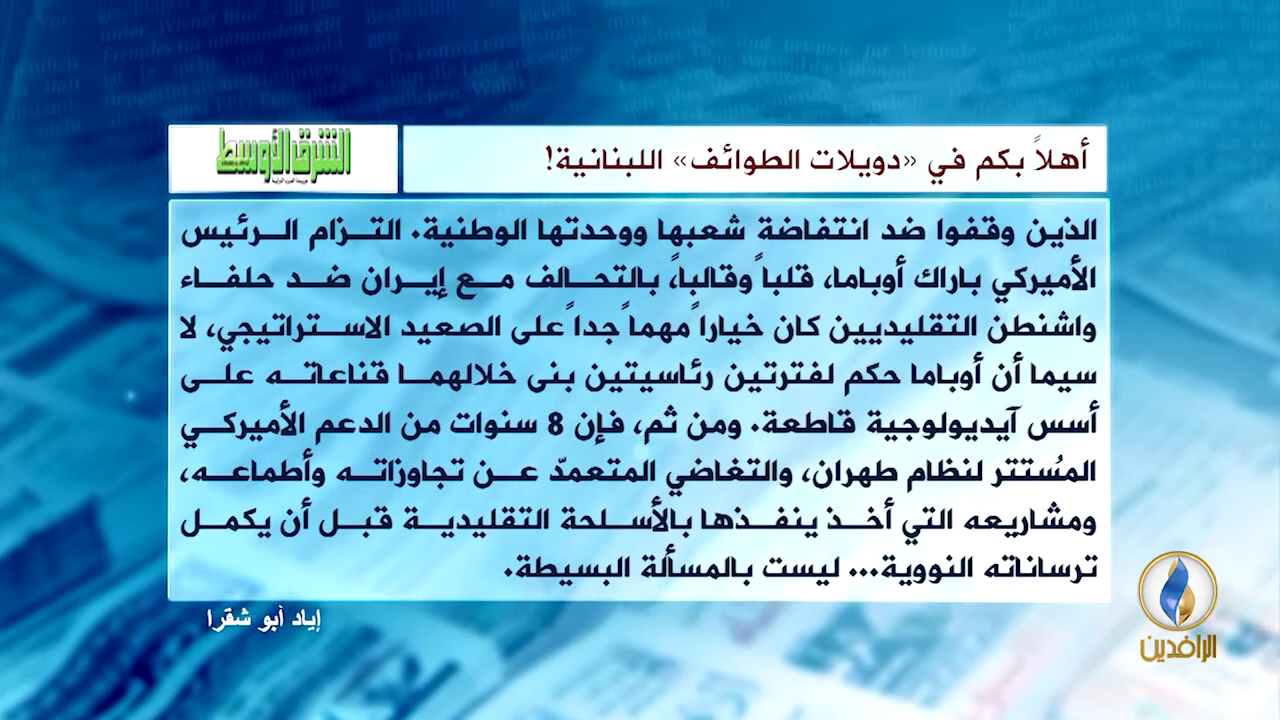 الشرق الأوسط
أهلاً بكم في «دويلات الطوائف» اللبنانية!
الذين وقفوا ضد انتفاضة شعبها ووحدتها الوطنية. التزام الرئيس
الأميركي باراك أوباما، قلباً وقالباً، بالتحالف مع إيران ضد حلفاء
واشنطن التقليديين كان خياراً مهماً جداً على الصعيد الاستراتيجي، لا
سيما أن أوباما حكم لفترتين رئاسيتين بنى خلالهما قناعاته على
أسس آيديولوجية قاطعة. ومن ثم، فإن 8 سنوات من الدعم الأميركي
المُستتر لنظام طهران، والتغاضي المتعمدّ عن تجاوزاته وأطماعه،
ومشاريعه التي أخذ ينفذها بالأسلحة التقليدية قبل أن يكمل
ترساناته النووية... ليست بالمسألة البسيطة.
إياد أبو شقرا
الرافدين